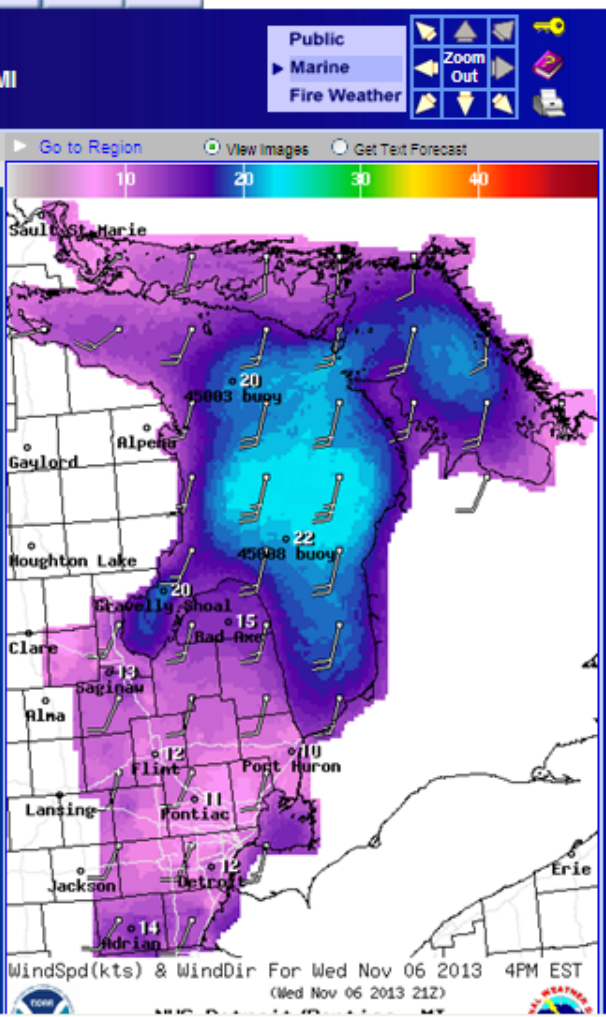 Public
MI
Marine
Zoom
Out
Fire Weather
Go to Region View Images Get Text Forecast
10 20 30 40
Sault St. Marie
20
45003 buoy
Alpena
Gaylord
22
45008 buoy
Houghton Lake
20
Gravelly Shoal
15
Bad Axe
Clare
13
Saginaw
Alma
12
Flint
10
Port Huron
11
Pontiac
Lansing
12
Detroit
Erie
Jackson
14
Adrian
WindSpd(kts) & WindDir For Wed Nov 06 2013 4PM EST
(Wed Nov 06 2013 21Z)